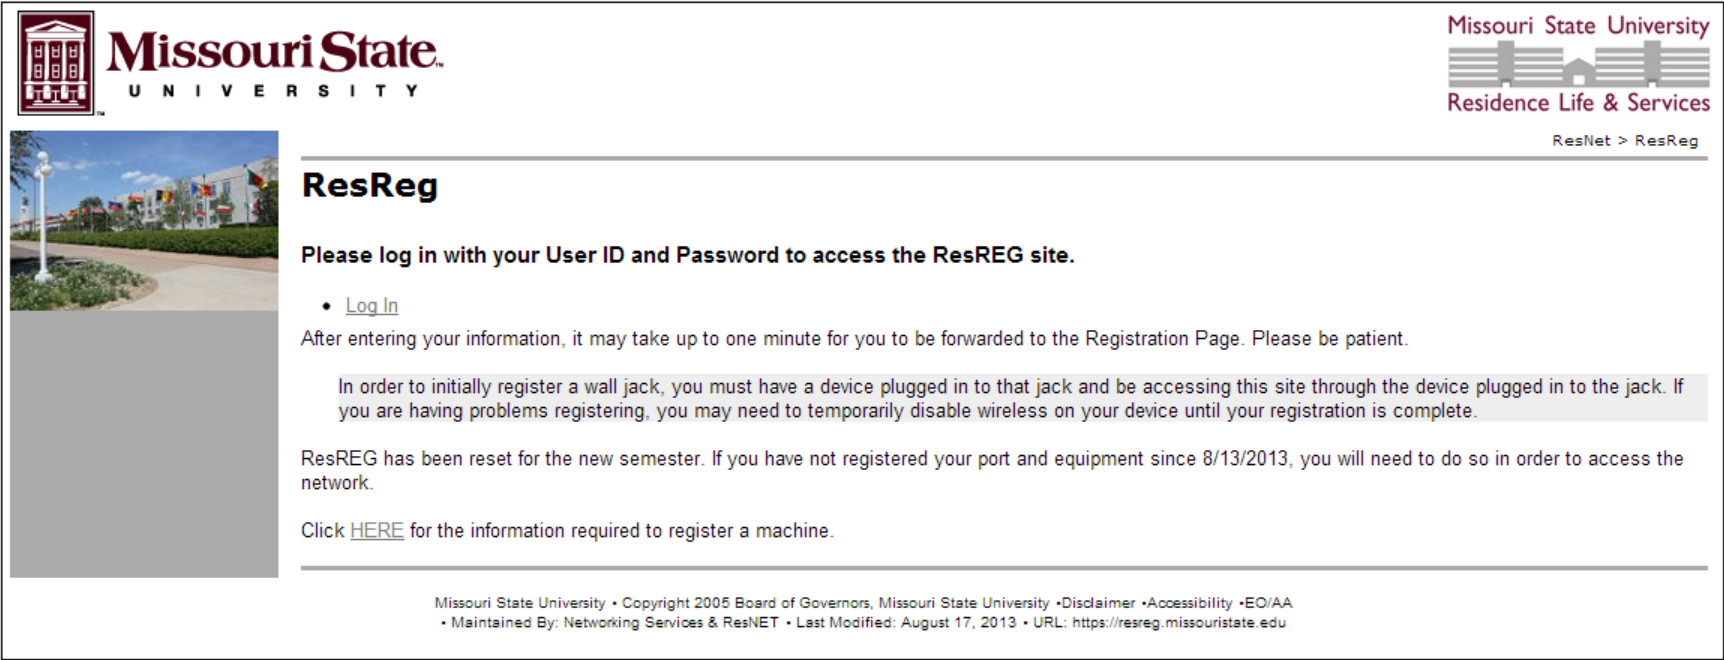 Missouri State™
UNIVERSITY
Missouri State University
Residence Life & Services
ResNet > ResReg
ResReg
Please log in with your User ID and Password to access the ResREG site.
• Log In
After entering your information, it may take up to one minute for you to be forwarded to the Registration Page. Please be patient.
In order to initially register a wall jack, you must have a device plugged in to that jack and be accessing this site through the device plugged in to the jack. If
you are having problems registering, you may need to temporarily disable wireless on your device until your registration is complete.
ResREG has been reset for the new semester. If you have not registered your port and equipment since 8/13/2013, you will need to do so in order to access the
network.
Click HERE for the information required to register a machine.
Missouri State University • Copyright 2005 Board of Governors, Missouri State University •Disclaimer •Accessibility •EO/AA
• Maintained By: Networking Services & ResNET • Last Modified: August 17, 2013 • URL: https://resreg.missouristate.edu